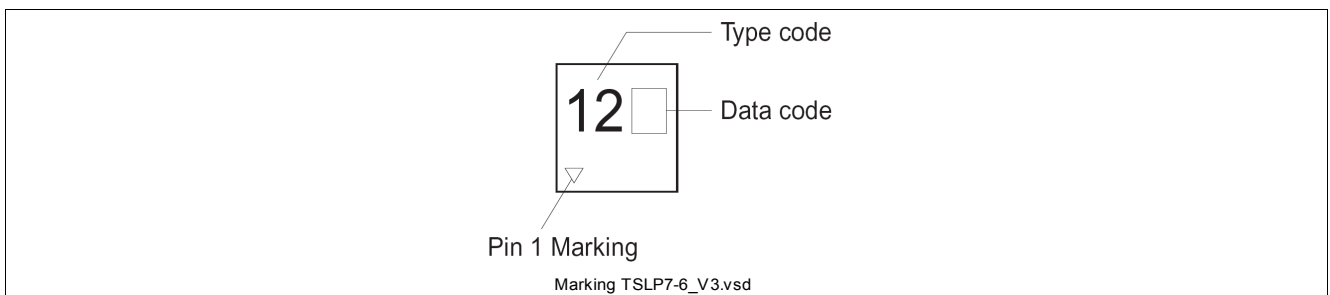 Type code
12
Data code
Pin 1 Marking
Marking TSLP7-6_V3.vsd